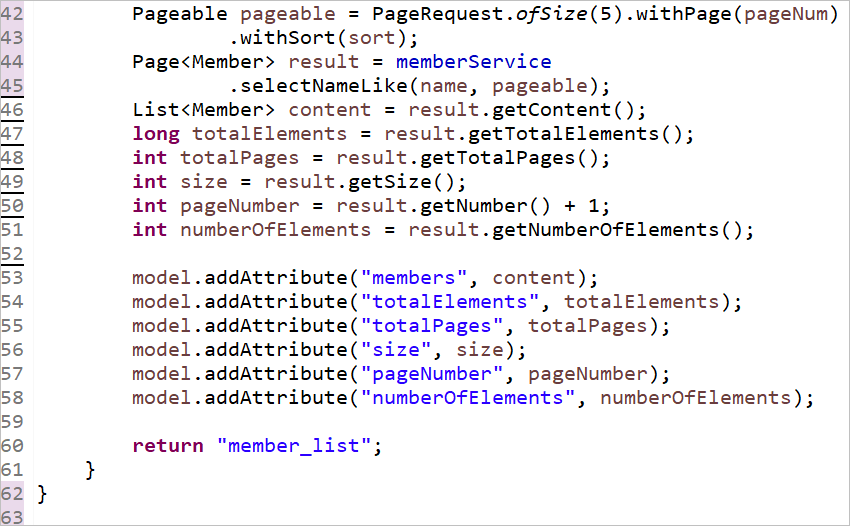 42 Pageable pageable = PageRequest.ofSize(5).withPage(pageNum)
43 .withSort(sort);
44 Page<Member> result = memberService
45 .selectNameLike(name, pageable);
46 List<Member> content = result.getContent();
47 long totalElements = result.getTotalElements();
48 int totalPages = result.getTotalPages();
49 int size = result.getSize();
50 int pageNumber = result.getNumber() + 1;
51 int numberOfElements = result.getNumberOfElements();
52
53 model.addAttribute("members", content);
54 model.addAttribute("totalElements", totalElements);
55 model.addAttribute("totalPages", totalPages);
56 model.addAttribute("size", size);
57 model.addAttribute("pageNumber", pageNumber);
58 model.addAttribute("numberOfElements", numberOfElements);
59
60 return "member_list";
61 }
62 }
63